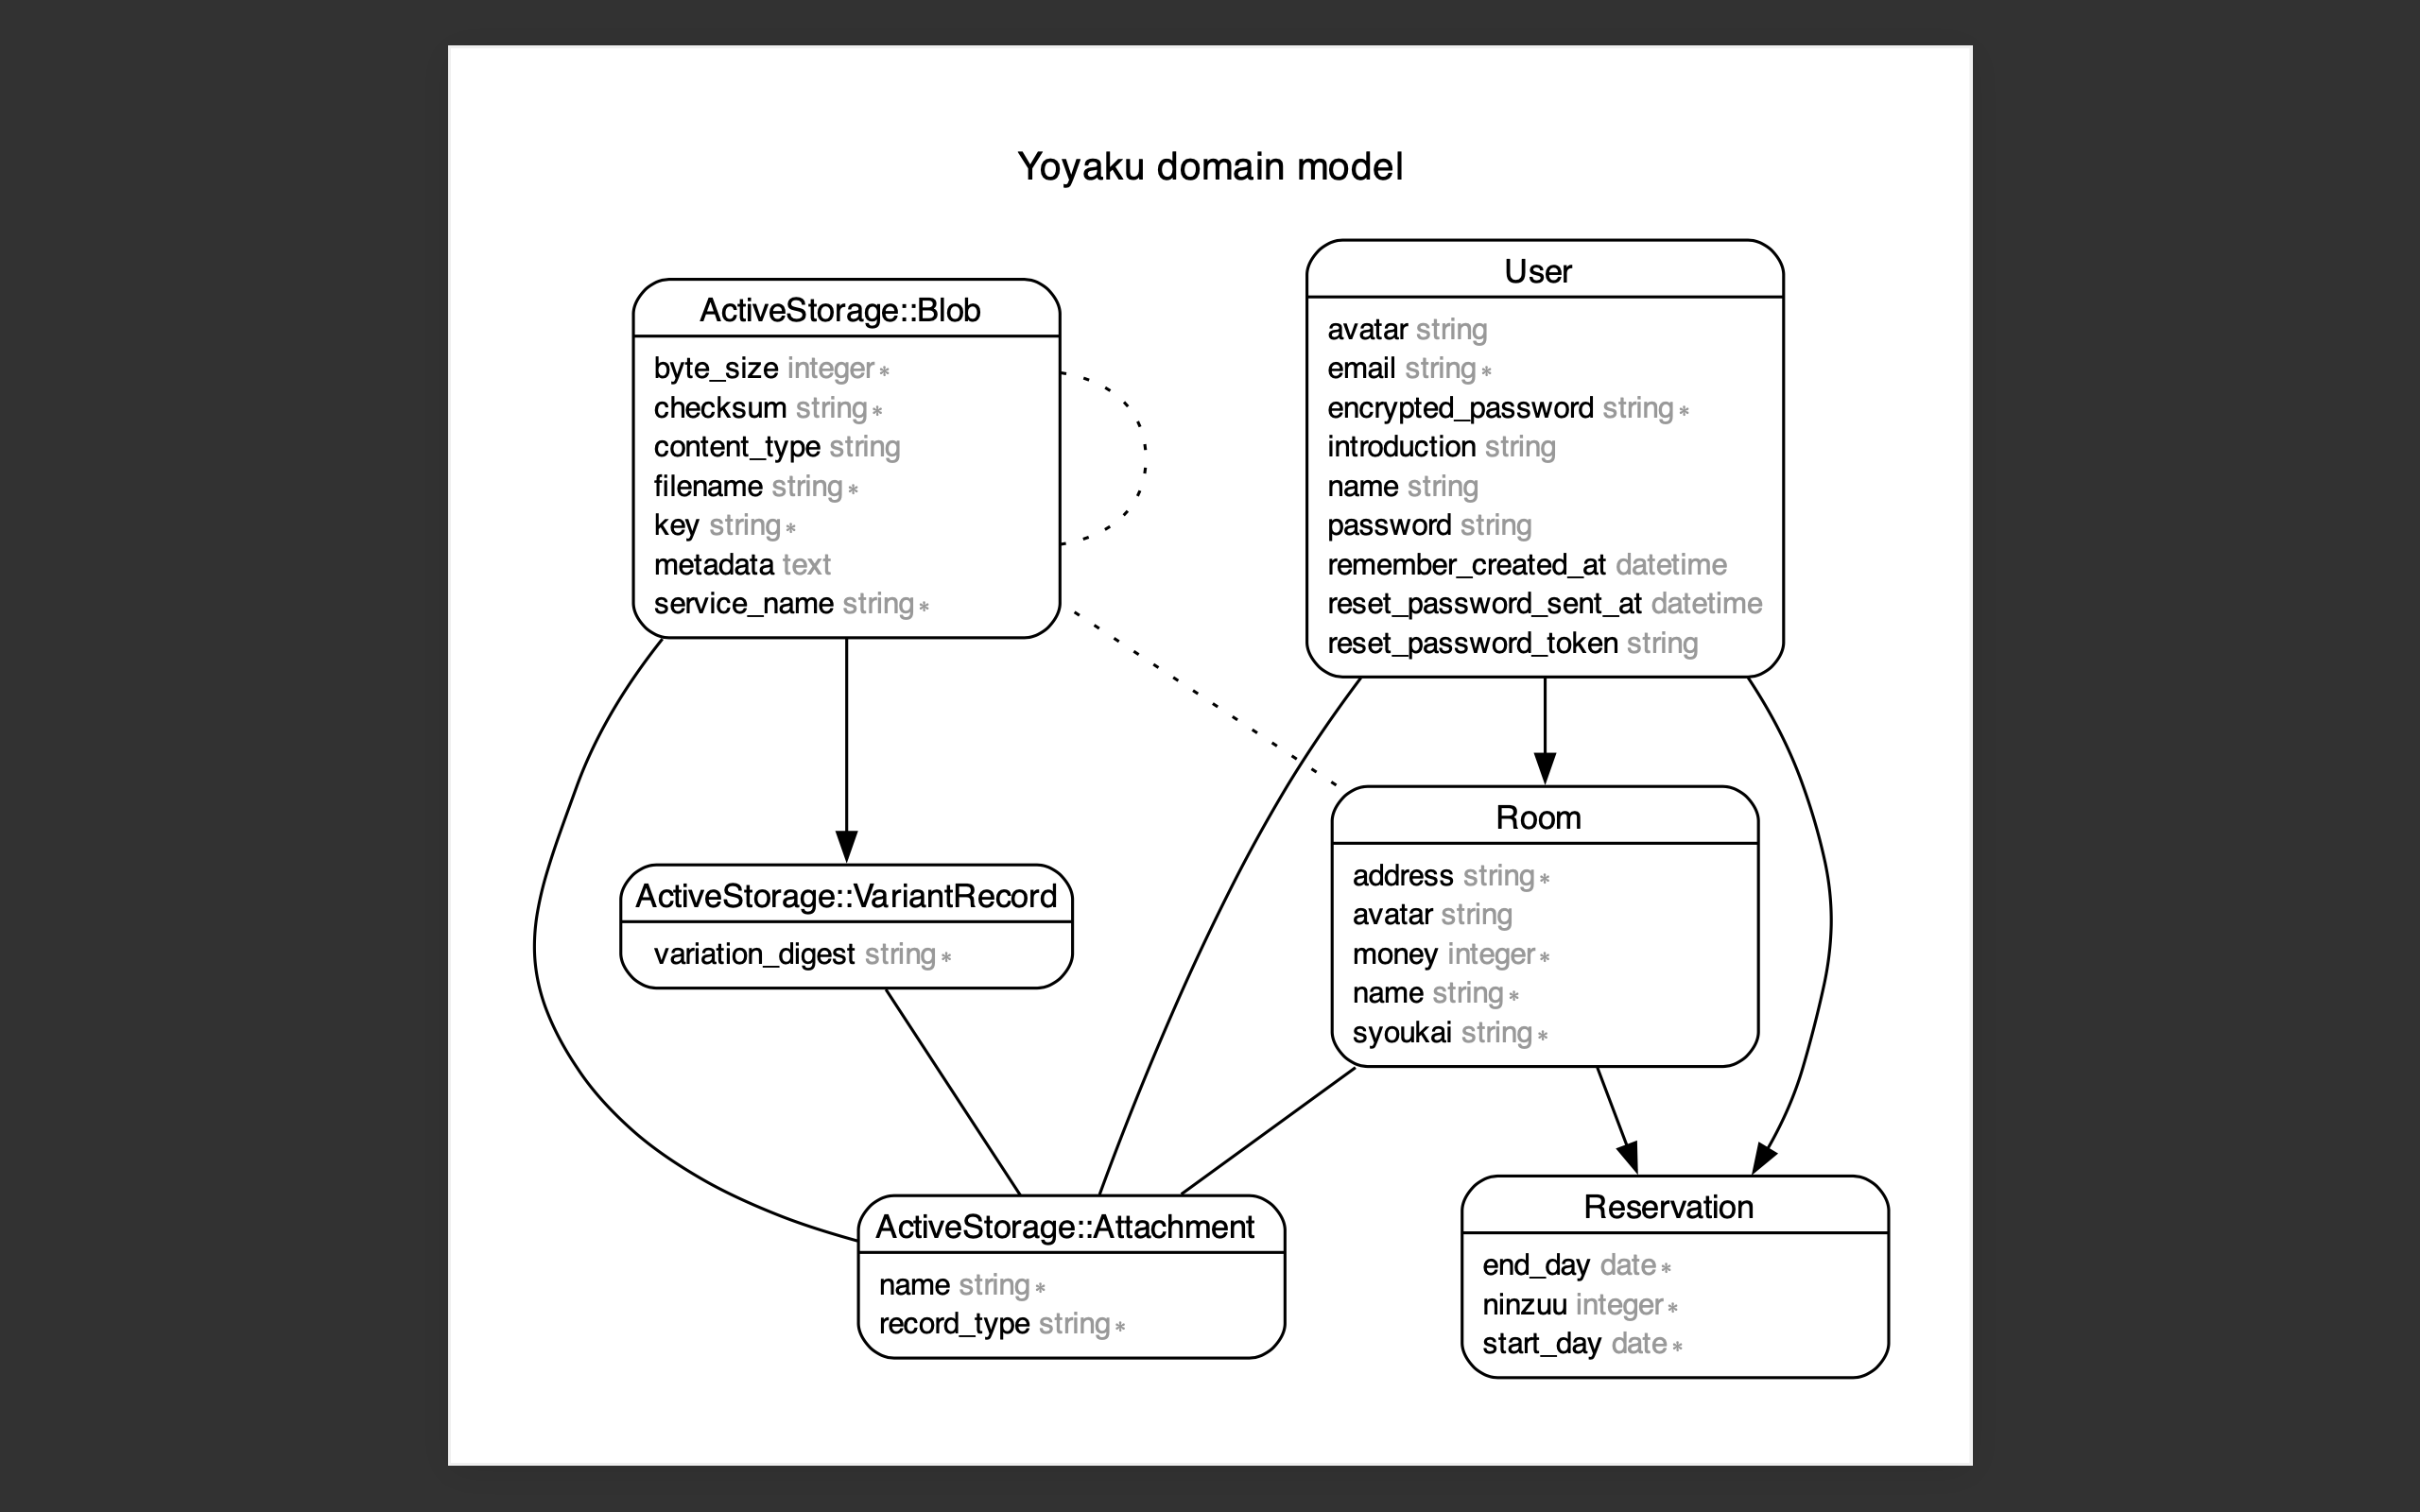 Yoyaku domain model
ActiveStorage::Blob
byte_size integer ∗
checksum string ∗
content_type string
filename string ∗
key string ∗
metadata text
service_name string ∗
User
avatar string
email string ∗
encrypted_password string ∗
introduction string
name string
password string
remember_created_at datetime
reset_password_sent_at datetime
reset_password_token string
ActiveStorage::VariantRecord
variation_digest string ∗
Room
address string ∗
avatar string
money integer ∗
name string ∗
syoukai string ∗
ActiveStorage::Attachment
name string ∗
record_type string ∗
Reservation
end_day date ∗
ninzuu integer ∗
start_day date ∗